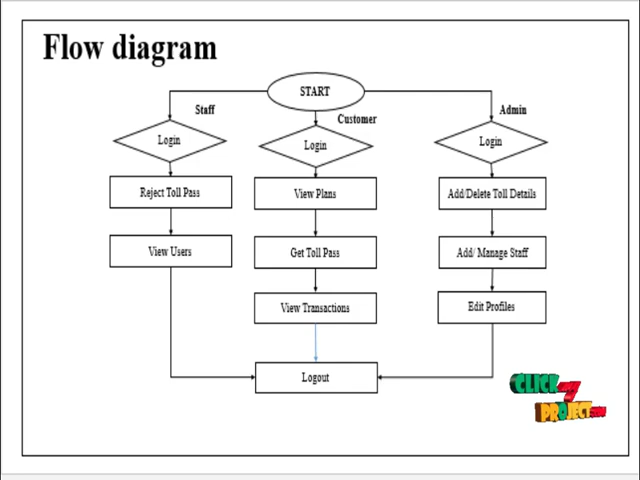 Flow diagram
START
Staff
Customer
Admin
Login
Login
Login
Reject Toll Pass
View Plans
Add/Delete Toll Details
View Users
Get Toll Pass
Add/ Manage Staff
View Transactions
Edit Profiles
Logout
CLICK MY
PROJECT